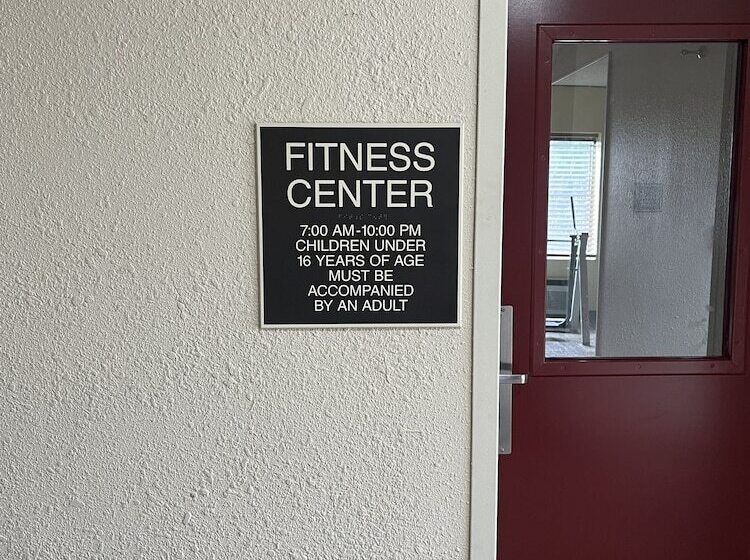 FITNESS
CENTER
7:00 AM-10:00 PM
CHILDREN UNDER
16 YEARS OF AGE
MUST BE
ACCOMPANIED
BY AN ADULT